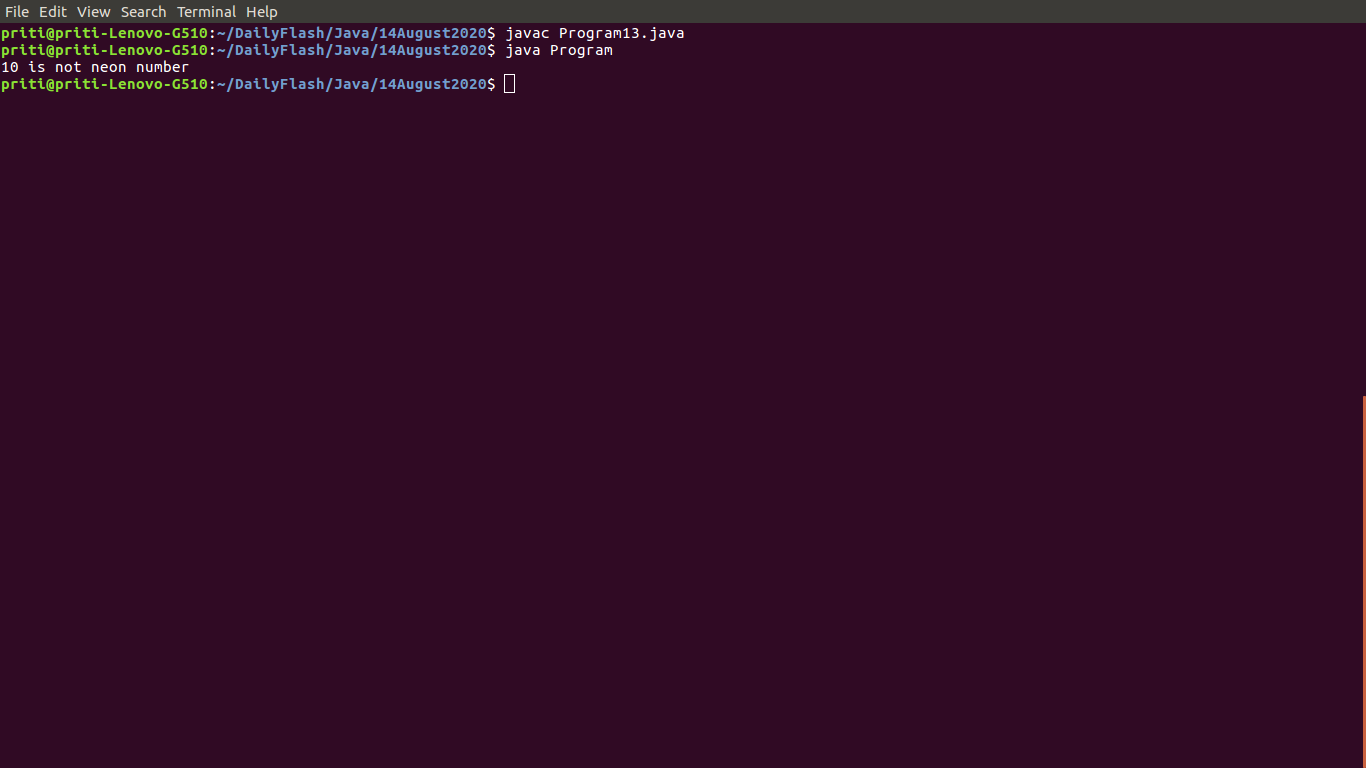 File Edit View Search Terminal Help
priti@priti-Lenovo-G510:~/DailyFlash/Java/14August2020$ javac Program13.java
priti@priti-Lenovo-G510:~/DailyFlash/Java/14August2020$ java Program
10 is not neon number
priti@priti-Lenovo-G510:~/DailyFlash/Java/14August2020$